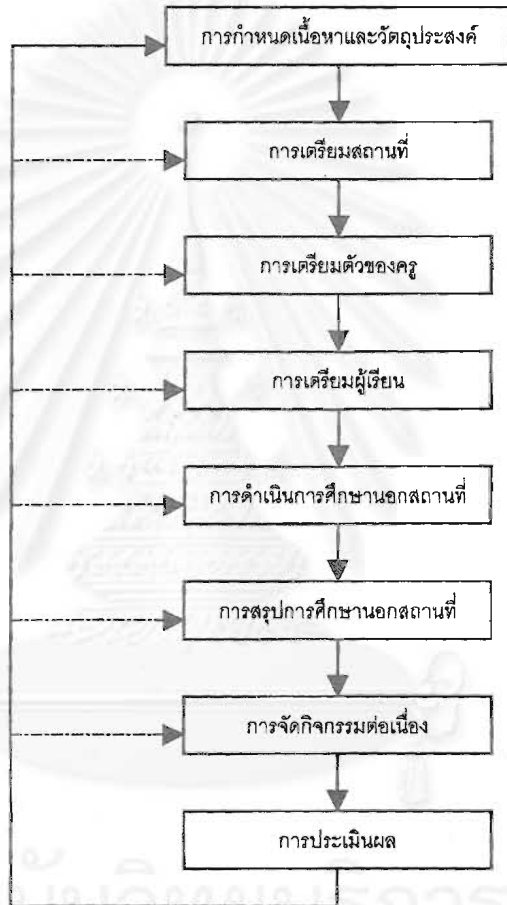 การกำหนดเนื้อหาและวัตถุประสงค์
การเตรียมสถานที่
การเตรียมตัวของครู
การเตรียมผู้เรียน
การดำเนินการศึกษานอกสถานที่
การสรุปการศึกษานอกสถานที่
การจัดกิจกรรมต่อเนื่อง
การประเมินผล